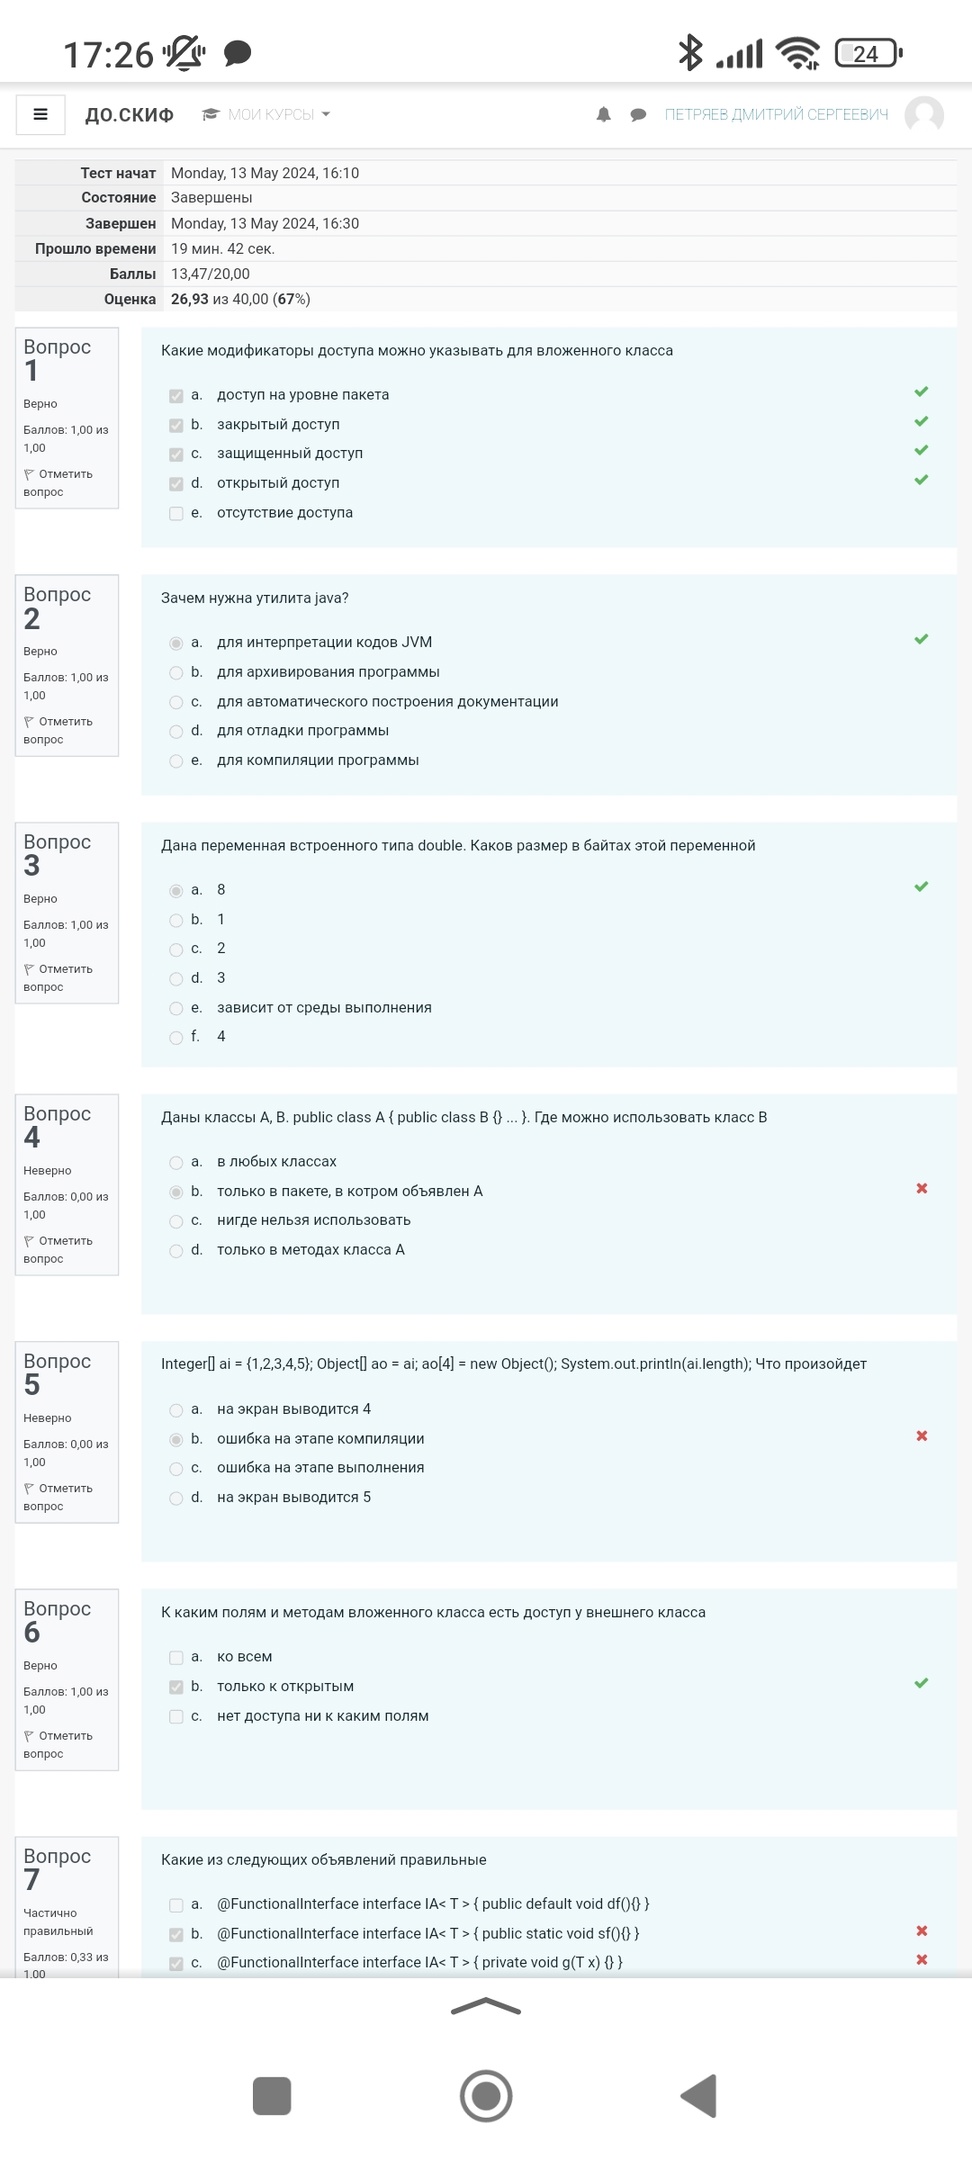 17:26
24
ДО.СКИФ
МОИ КУРСЫ
ПЕТРЯЕВ ДМИТРИЙ СЕРГЕЕВИЧ
Тест начат Monday, 13 May 2024, 16:10
Состояние Завершены
Завершен Monday, 13 May 2024, 16:30
Прошло времени 19 мин. 42 сек.
Баллы 13,47/20,00
Оценка 26,93 из 40,00 (67%)
Вопрос
1
Верно
Баллов: 1,00 из
1,00
Отметить
вопрос
Какие модификаторы доступа можно указывать для вложенного класса
a. доступ на уровне пакета
b. закрытый доступ
c. защищенный доступ
d. открытый доступ
e. отсутствие доступа
Вопрос
2
Верно
Баллов: 1,00 из
1,00
Отметить
вопрос
Зачем нужна утилита java?
a. для интерпретации кодов JVM
b. для архивирования программы
c. для автоматического построения документации
d. для отладки программы
e. для компиляции программы
Вопрос
3
Верно
Баллов: 1,00 из
1,00
Отметить
вопрос
Дана переменная встроенного типа double. Каков размер в байтах этой переменной
a. 8
b. 1
c. 2
d. 3
e. зависит от среды выполнения
f. 4
Вопрос
4
Неверно
Баллов: 0,00 из
1,00
Отметить
вопрос
Даны классы A, B. public class A { public class B {} ... }. Где можно использовать класс B
a. в любых классах
b. только в пакете, в котром объявлен A
c. нигде нельзя использовать
d. только в методах класса A
Вопрос
5
Неверно
Баллов: 0,00 из
1,00
Отметить
вопрос
Integer[] ai = {1,2,3,4,5}; Object[] ao = ai; ao[4] = new Object(); System.out.println(ai.length); Что произойдет
a. на экран выводится 4
b. ошибка на этапе компиляции
c. ошибка на этапе выполнения
d. на экран выводится 5
Вопрос
6
Верно
Баллов: 1,00 из
1,00
Отметить
вопрос
К каким полям и методам вложенного класса есть доступ у внешнего класса
a. ко всем
b. только к открытым
c. нет доступа ни к каким полям
Вопрос
7
Частично
правильный
Баллов: 0,33 из
1,00
Какие из следующих объявлений правильные
a. @FunctionalInterface interface IA< T > { public default void df(){} }
b. @FunctionalInterface interface IA< T > { public static void sf(){} }
c. @FunctionalInterface interface IA< T > { private void g(T x) {} }